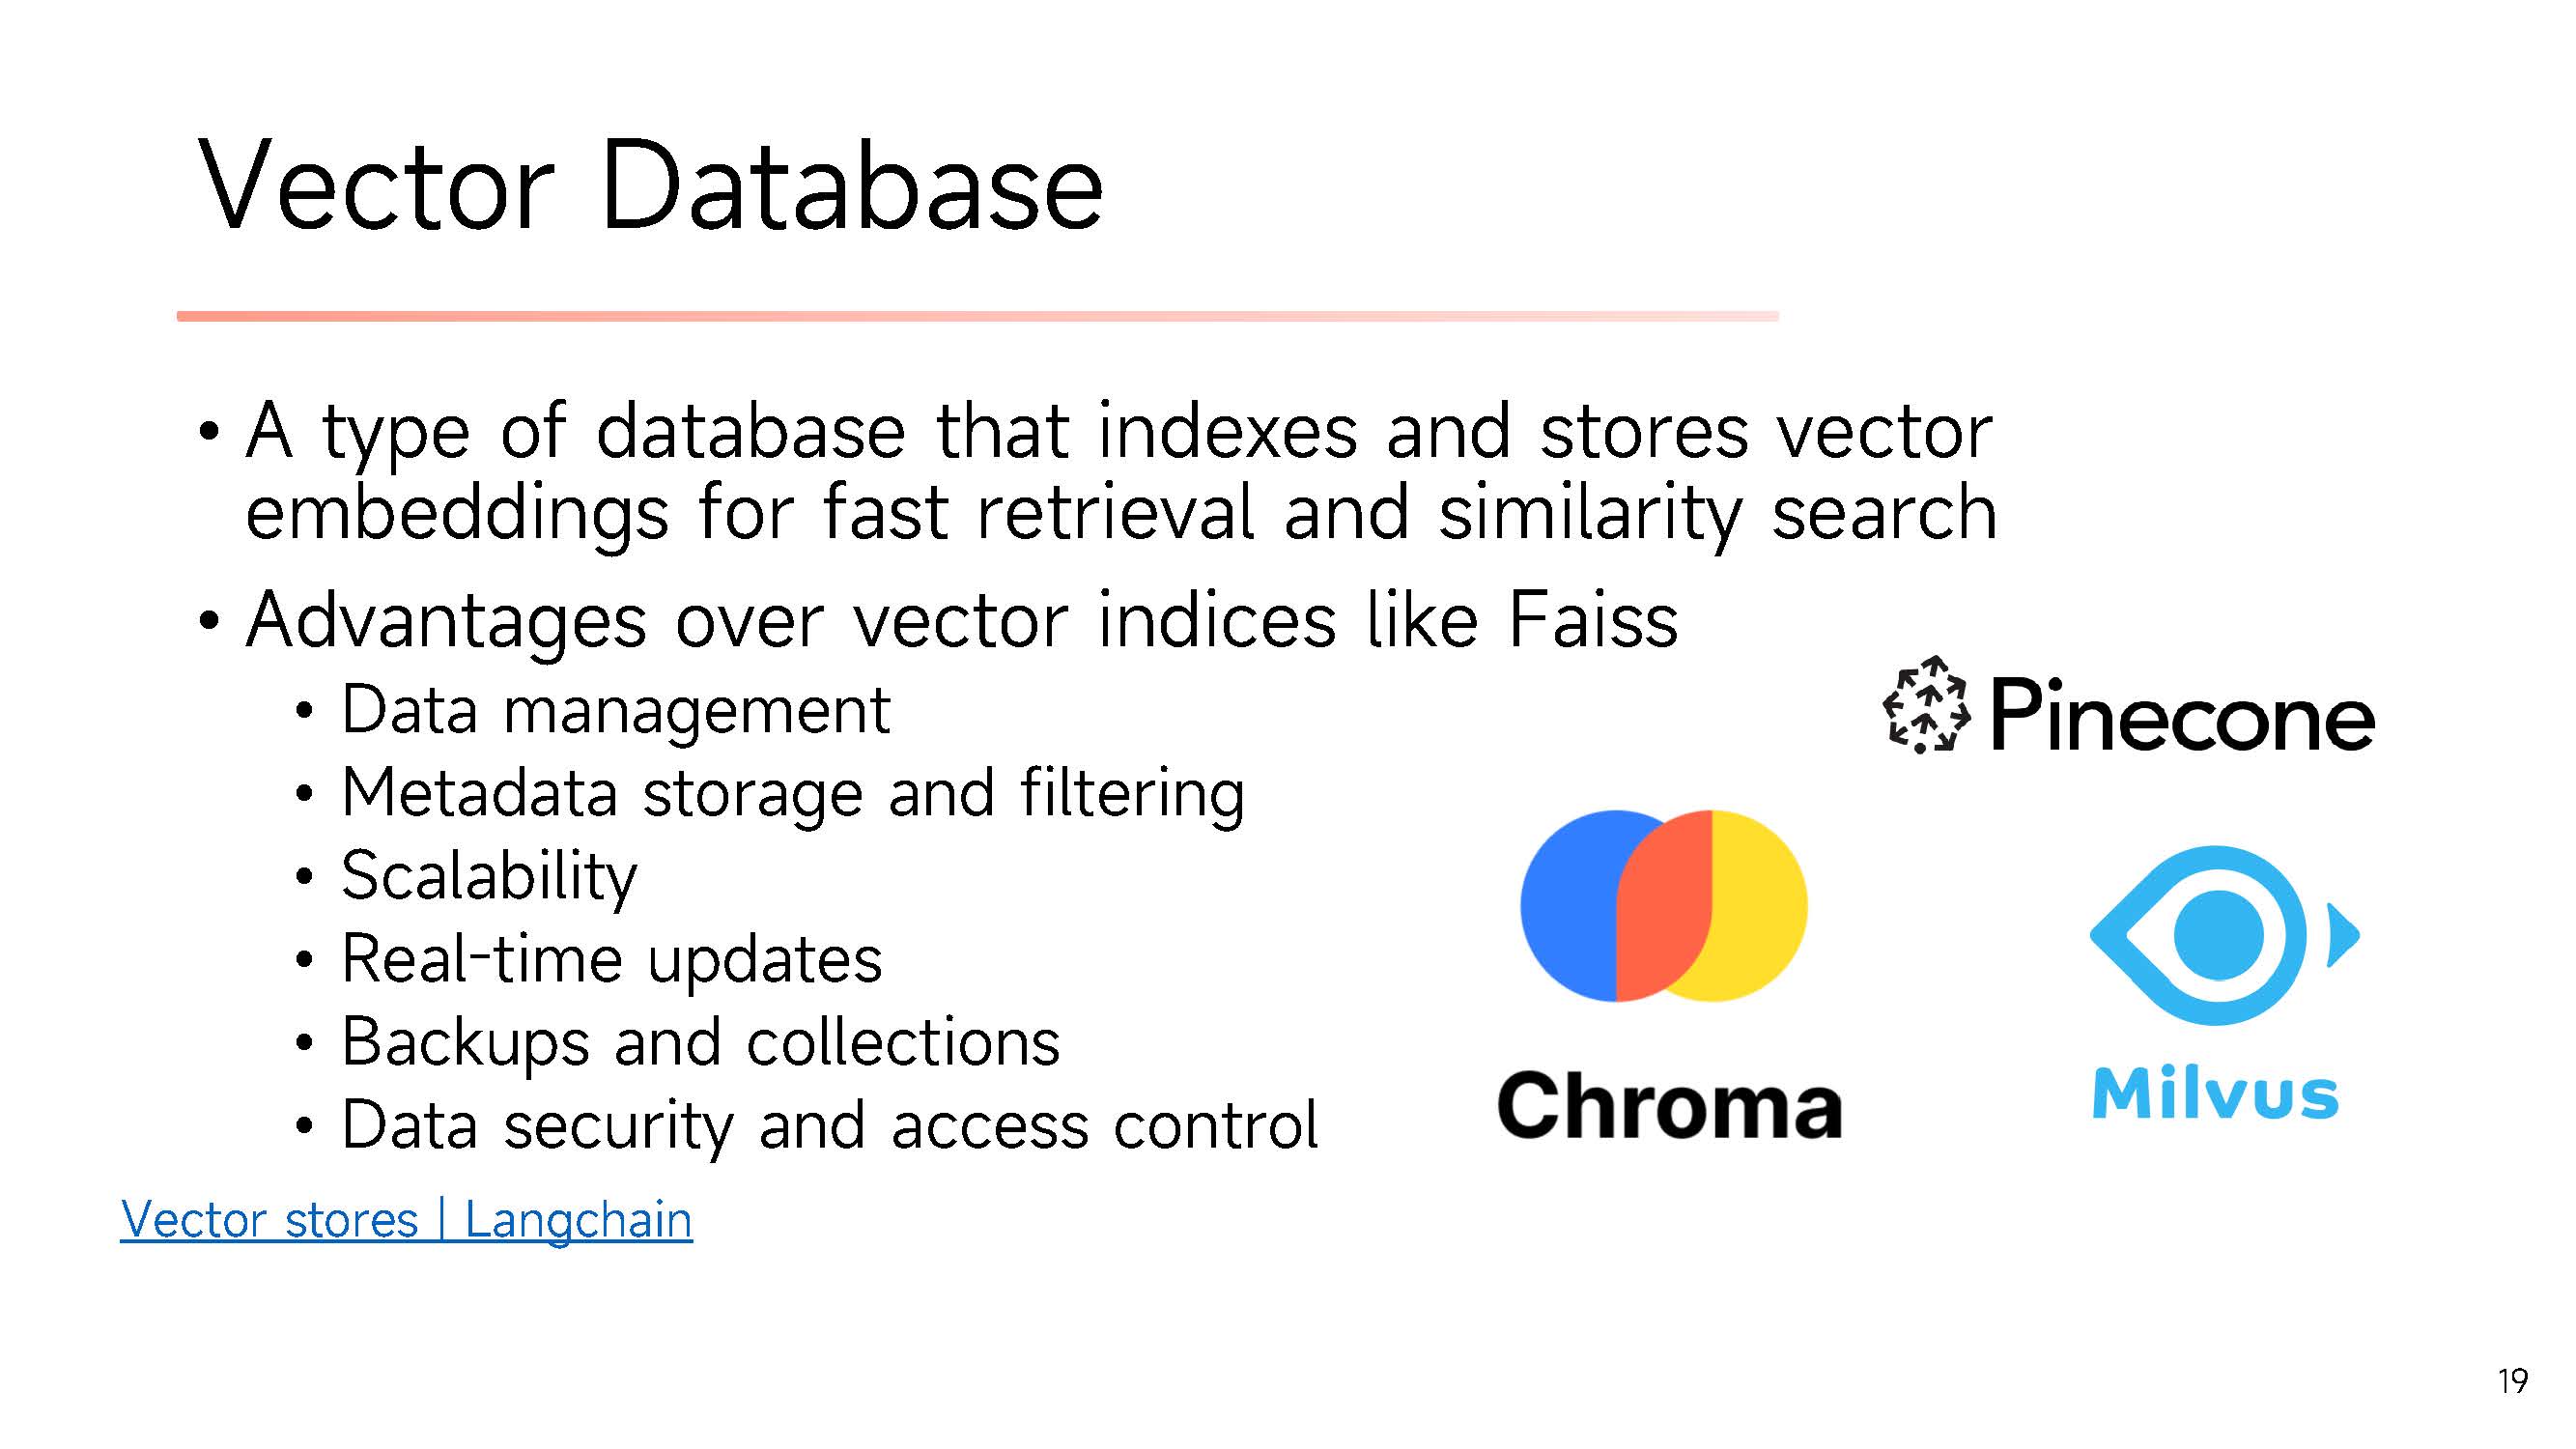 Vector Database
• A type of database that indexes and stores vector
embeddings for fast retrieval and similarity search
• Advantages over vector indices like Faiss
• Data management
• Metadata storage and filtering
• Scalability
• Real-time updates
• Backups and collections
• Data security and access control
Pinecone
Chroma
Milvus
Vector stores | Langchain
19